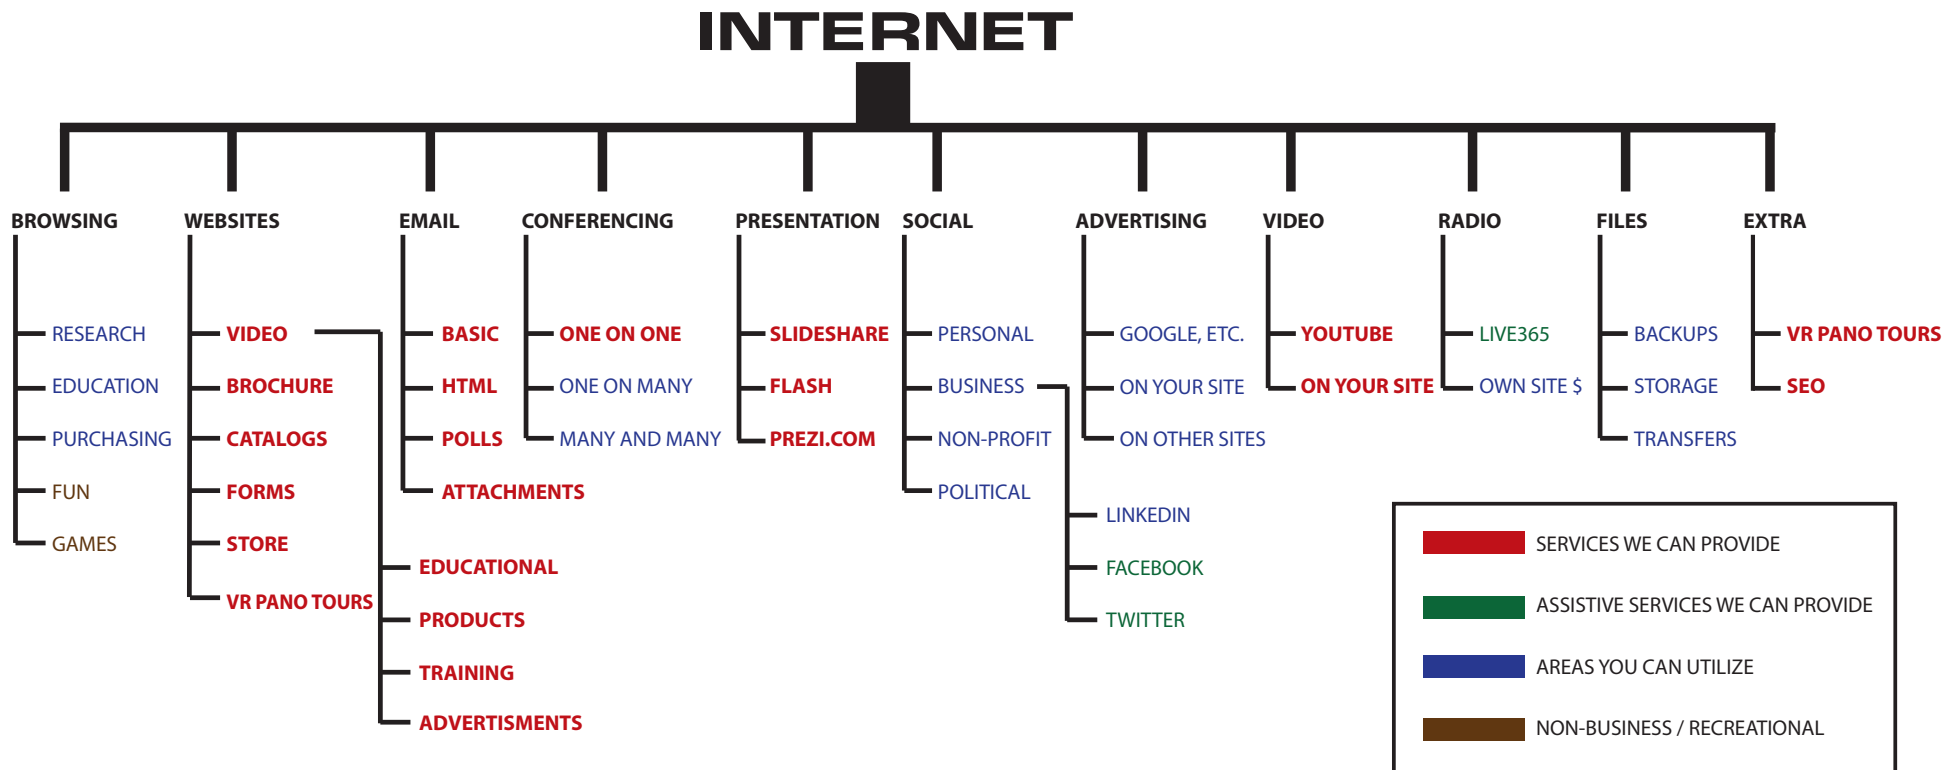 INTERNET
BROWSING
RESEARCH
EDUCATION
PURCHASING
FUN
GAMES
WEBSITES
VIDEO
BROCHURE
CATALOGS
FORMS
STORE
VR PANO TOURS
EDUCATIONAL
PRODUCTS
TRAINING
ADVERTISMENTS
EMAIL
BASIC
HTML
POLLS
ATTACHMENTS
CONFERENCING
ONE ON ONE
ONE ON MANY
MANY AND MANY
PRESENTATION
SLIDESHARE
FLASH
PREZI.COM
SOCIAL
PERSONAL
BUSINESS
NON-PROFIT
POLITICAL
LINKEDIN
FACEBOOK
TWITTER
ADVERTISING
GOOGLE, ETC.
ON YOUR SITE
ON OTHER SITES
VIDEO
YOUTUBE
ON YOUR SITE
RADIO
LIVE365
OWN SITE $
FILES
BACKUPS
STORAGE
TRANSFERS
EXTRA
VR PANO TOURS
SEO
SERVICES WE CAN PROVIDE
ASSISTIVE SERVICES WE CAN PROVIDE
AREAS YOU CAN UTILIZE
NON-BUSINESS / RECREATIONAL